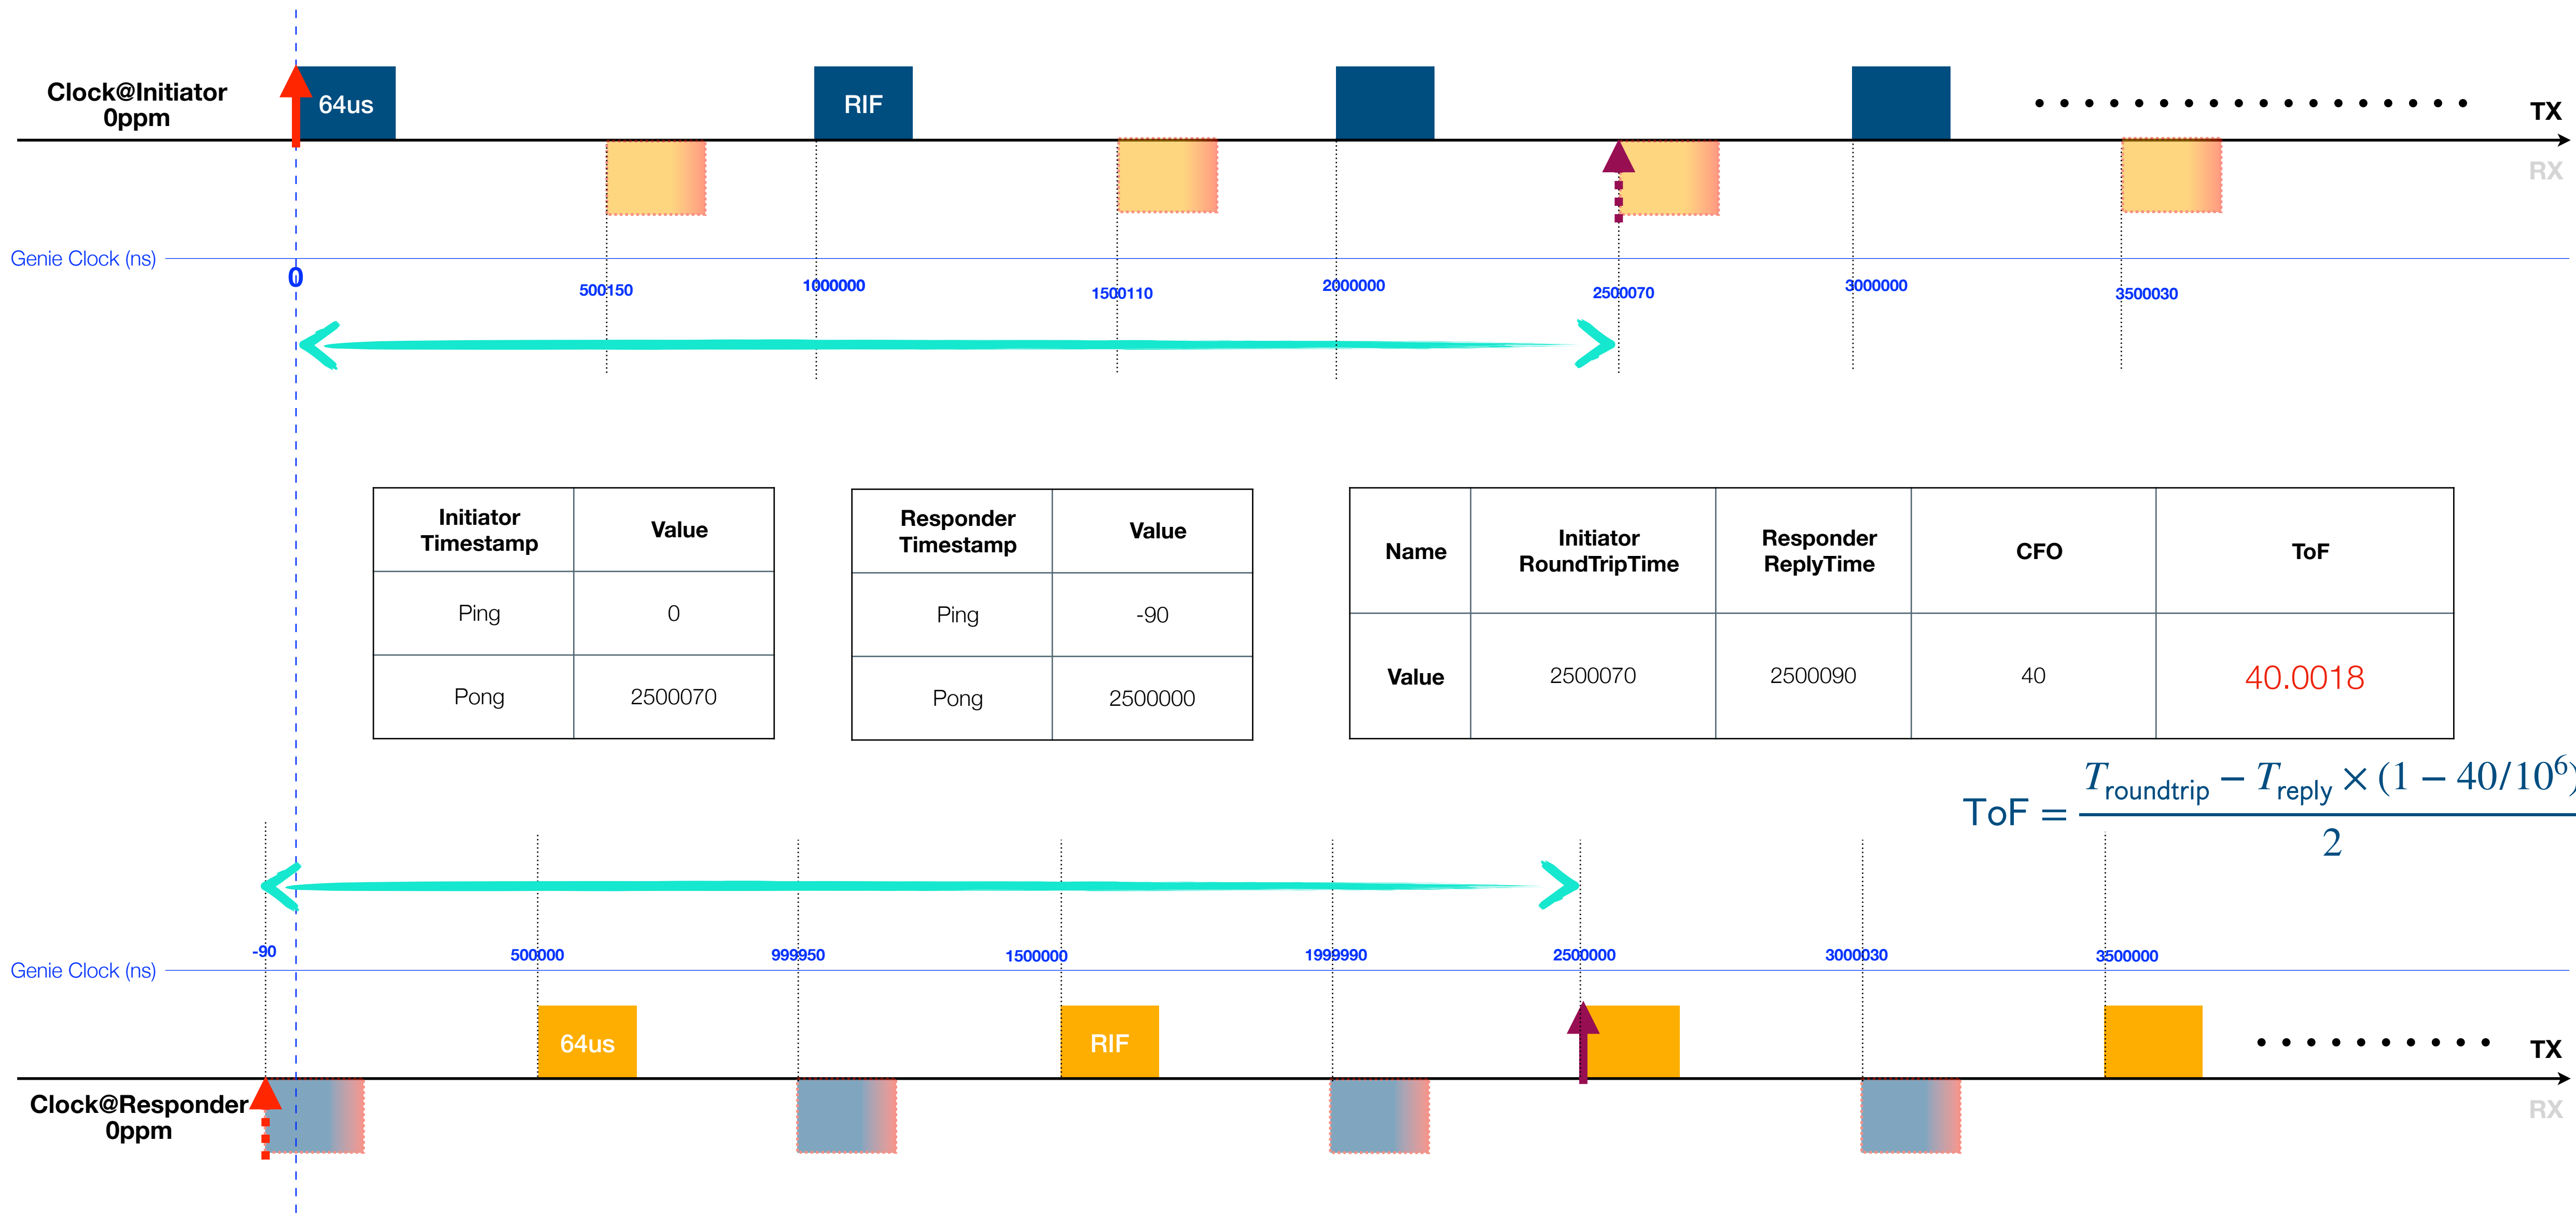 Clock@Initiator
0ppm
64us
RIF
TX
RX
Genie Clock (ns)
0
500150
1000000
1500110
2000000
2500070
3000000
3500030
Initiator Timestamp
Value
Ping
0
Pong
2500070
Responder Timestamp
Value
Ping
-90
Pong
2500000
Name
Initiator RoundTripTime
Responder ReplyTime
CFO
ToF
Value
2500070
2500090
40
40.0018
ToF = (T_roundtrip − T_reply × (1 − 40/10⁶)) / 2
Genie Clock (ns)
-90
500000
999950
1500000
1999990
2500000
3000030
3500000
64us
RIF
TX
Clock@Responder
0ppm
RX